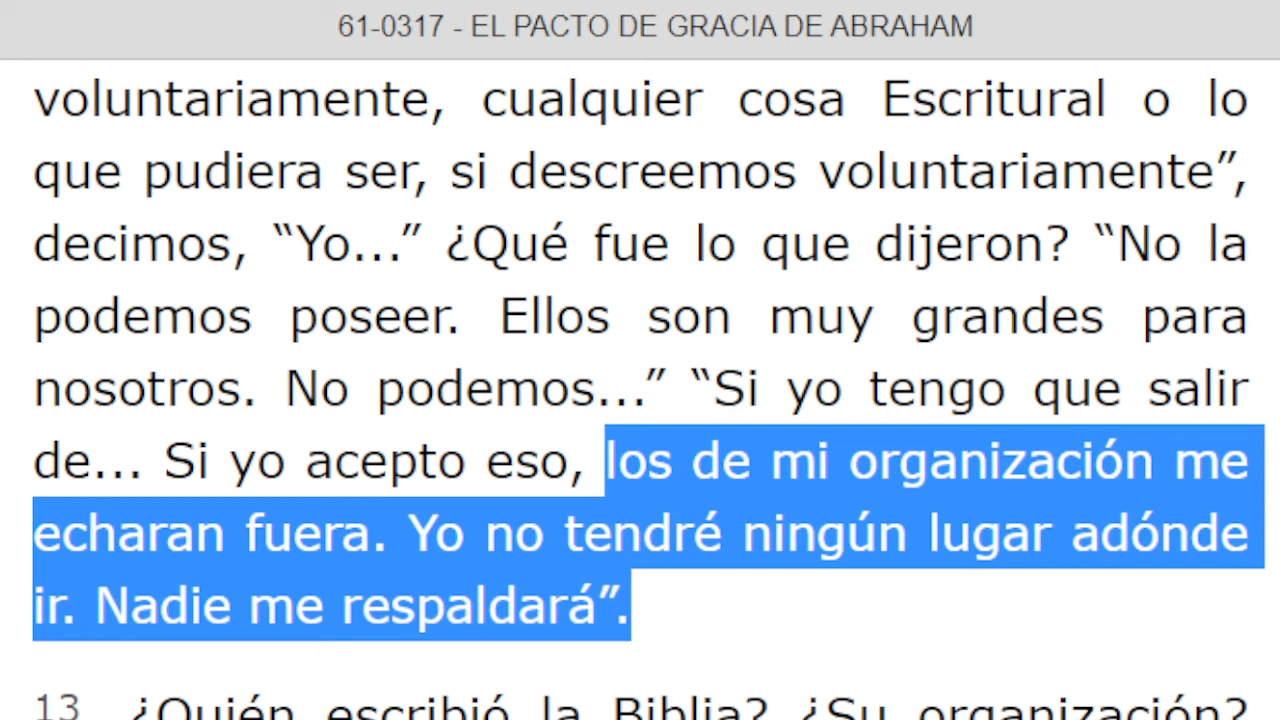 61-0317 - EL PACTO DE GRACIA DE ABRAHAM
voluntariamente, cualquier cosa Escritural o lo
que pudiera ser, si descreemos voluntariamente”,
decimos, “Yo...” ¿Qué fue lo que dijeron? “No la
podemos poseer. Ellos son muy grandes para
nosotros. No podemos...” “Si yo tengo que salir
de... Si yo acepto eso, los de mi organización me
echaran fuera. Yo no tendré ningún lugar adónde
ir. Nadie me respaldará”.
13 ¿Quién escribió la Biblia? ¿Su organización?